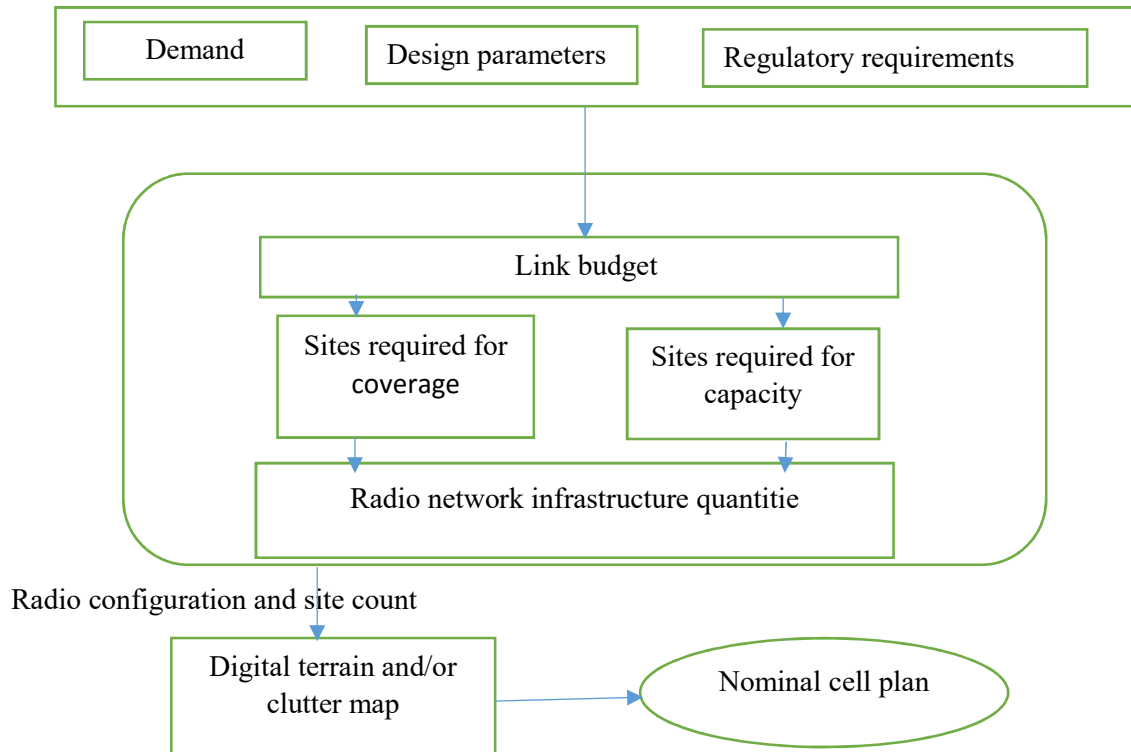 Demand
Design parameters
Regulatory requirements
Link budget
Sites required for
coverage
Sites required for
capacity
Radio network infrastructure quantitie
Radio configuration and site count
Digital terrain and/or
clutter map
Nominal cell plan